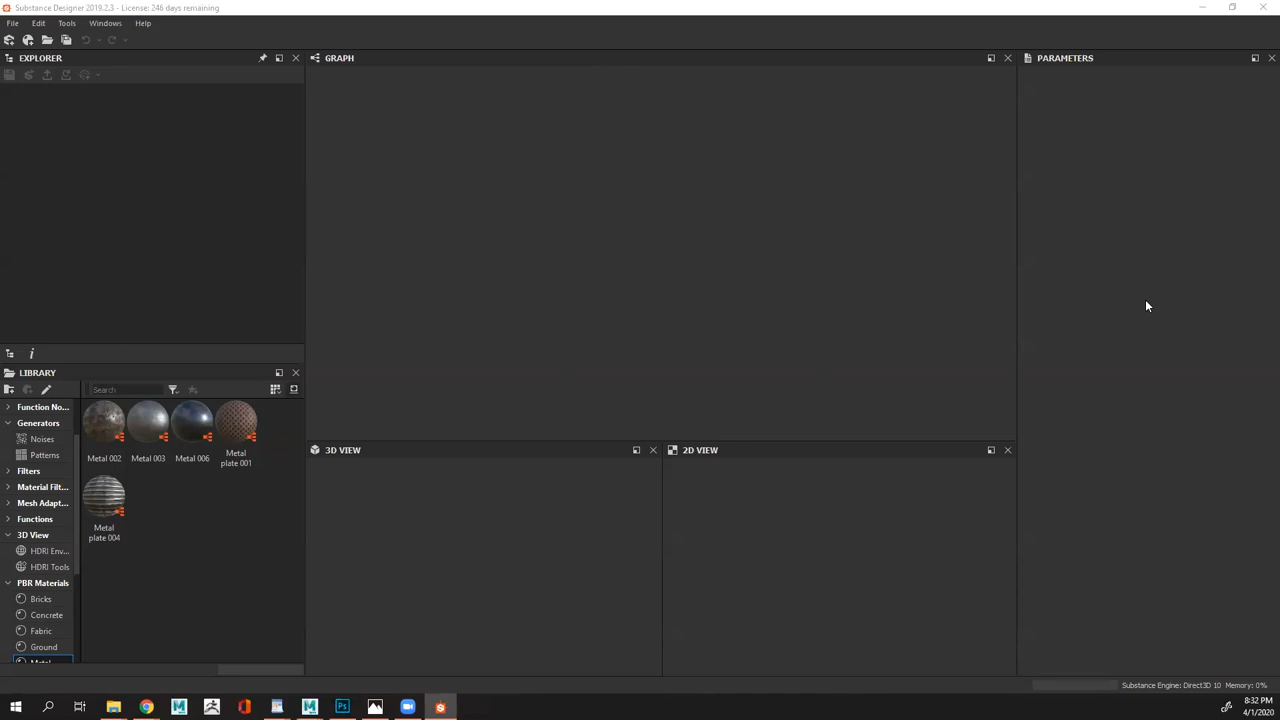 Substance Designer 2019.2.3 - License: 246 days remaining
File Edit Tools Windows Help
EXPLORER
GRAPH
PARAMETERS
LIBRARY
Search
Function No...
Generators
Noises
Patterns
Filters
Material Filt...
Mesh Adapt...
Functions
3D View
HDRI Env...
HDRI Tools
PBR Materials
Bricks
Concrete
Fabric
Ground
Metal
Metal 002
Metal 003
Metal 006
Metal
plate 001
Metal
plate 004
3D VIEW
2D VIEW
Substance Engine: Direct3D 10 Memory: 0%
Ps
8:32 PM
4/1/2020